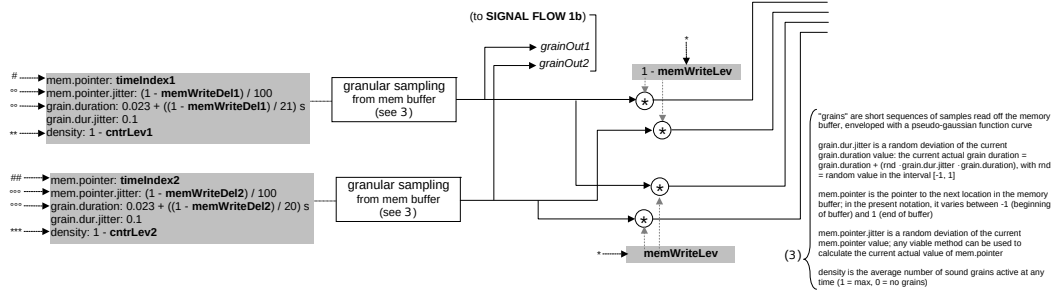 (to SIGNAL FLOW 1b)
grainOut1
grainOut2
*
1 - memWriteLev
*
*
# mem.pointer: timeIndex1
°° mem.pointer.jitter: (1 - memWriteDel1) / 100
°° grain.duration: 0.023 + ((1 - memWriteDel1) / 21) s
grain.dur.jitter: 0.1
** density: 1 - cntrLev1
granular sampling
from mem buffer
(see 3)
## mem.pointer: timeIndex2
°°° mem.pointer.jitter: (1 - memWriteDel2) / 100
°°° grain.duration: 0.023 + ((1 - memWriteDel2) / 20) s
grain.dur.jitter: 0.1
*** density: 1 - cntrLev2
granular sampling
from mem buffer
(see 3)
*
*
* memWriteLev
(3)
"grains" are short sequences of samples read off the memory
buffer, enveloped with a pseudo-gaussian function curve
grain.dur.jitter is a random deviation of the current
grain.duration value: the current actual grain duration =
grain.duration + (rnd · grain.dur.jitter · grain.duration), with rnd
= random value in the interval [-1, 1]
mem.pointer is the pointer to the next location in the memory
buffer; in the present notation, it varies between -1 (beginning
of buffer) and 1 (end of buffer)
mem.pointer.jitter is a random deviation of the current
mem.pointer value; any viable method can be used to
calculate the current actual value of mem.pointer
density is the average number of sound grains active at any
time (1 = max, 0 = no grains)